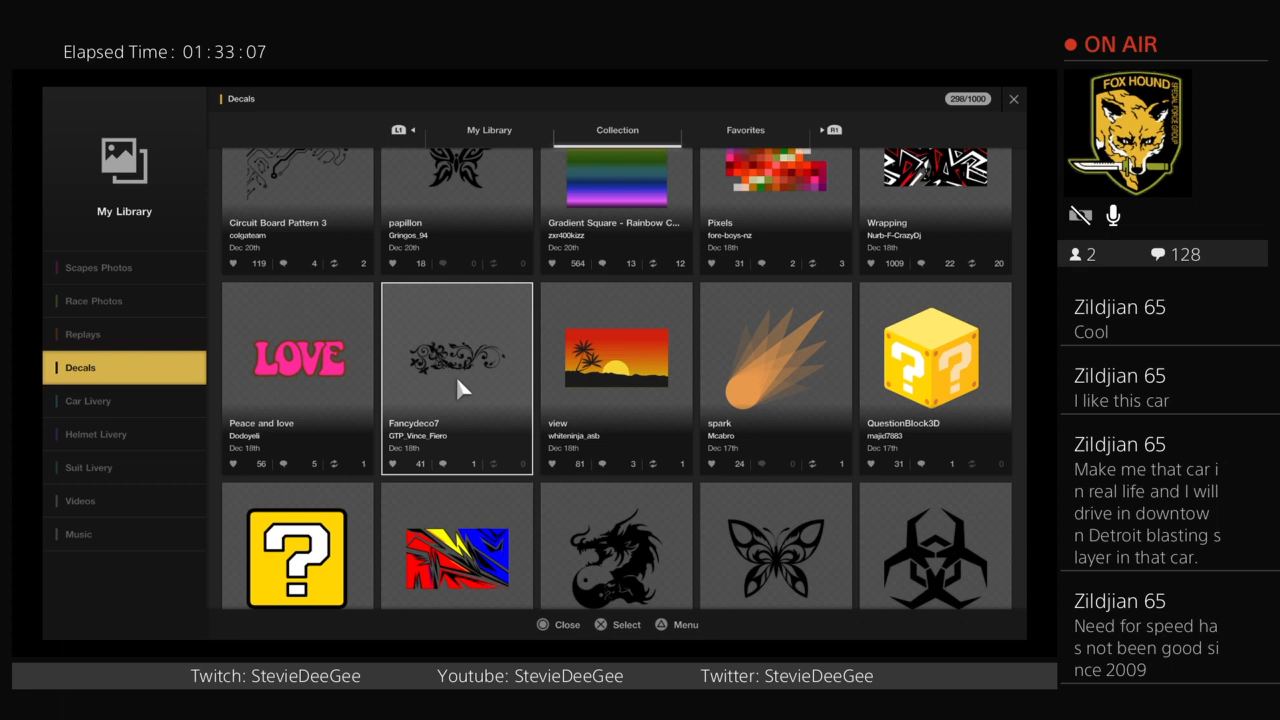 Elapsed Time: 01:33:07
ON AIR
FOX HOUND
SPECIAL FORCE GROUP
2
128
Zildjian 65
Cool
Zildjian 65
I like this car
Zildjian 65
Make me that car i
n real life and I will
drive in downtow
n Detroit blasting s
layer in that car.
Zildjian 65
Need for speed ha
s not been good si
nce 2009
My Library
Scapes Photos
Race Photos
Replays
Decals
Car Livery
Helmet Livery
Suit Livery
Videos
Music
Decals
298/1000
L1
My Library
Collection
Favorites
R1
Circuit Board Pattern 3
colgateam
Dec 20th
119 4 2
papillon
Gringos_94
Dec 20th
18 0 0
Gradient Square - Rainbow C...
zxr400kizz
Dec 20th
564 13 12
Pixels
fore-boys-nz
Dec 18th
31 2 3
Wrapping
Nurb-F-CrazyDj
Dec 18th
1009 22 20
LOVE
Peace and love
Dodoyeli
Dec 18th
56 5 1
Fancydeco7
GTP_Vince_Fiero
Dec 18th
41 1 0
view
whiteninja_asb
Dec 18th
81 3 1
spark
Mcabro
Dec 17th
24 0 1
? ?
QuestionBlock3D
majid7883
Dec 17th
31 1 0
?
Close
Select
Menu
Twitch: StevieDeeGee
Youtube: StevieDeeGee
Twitter: StevieDeeGee